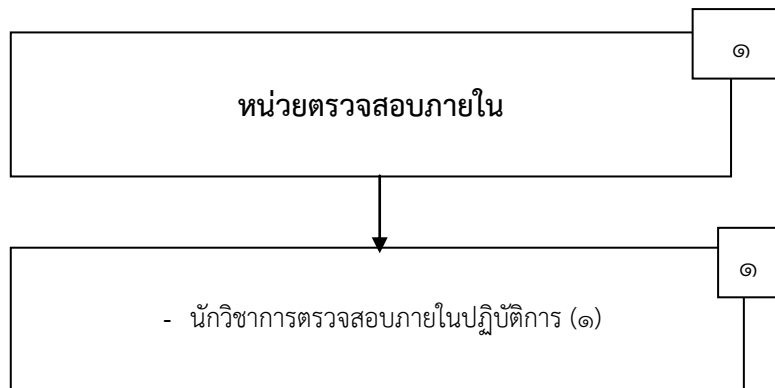 ๑
หน่วยตรวจสอบภายใน
๑
- นักวิชาการตรวจสอบภายในปฏิบัติการ (๑)